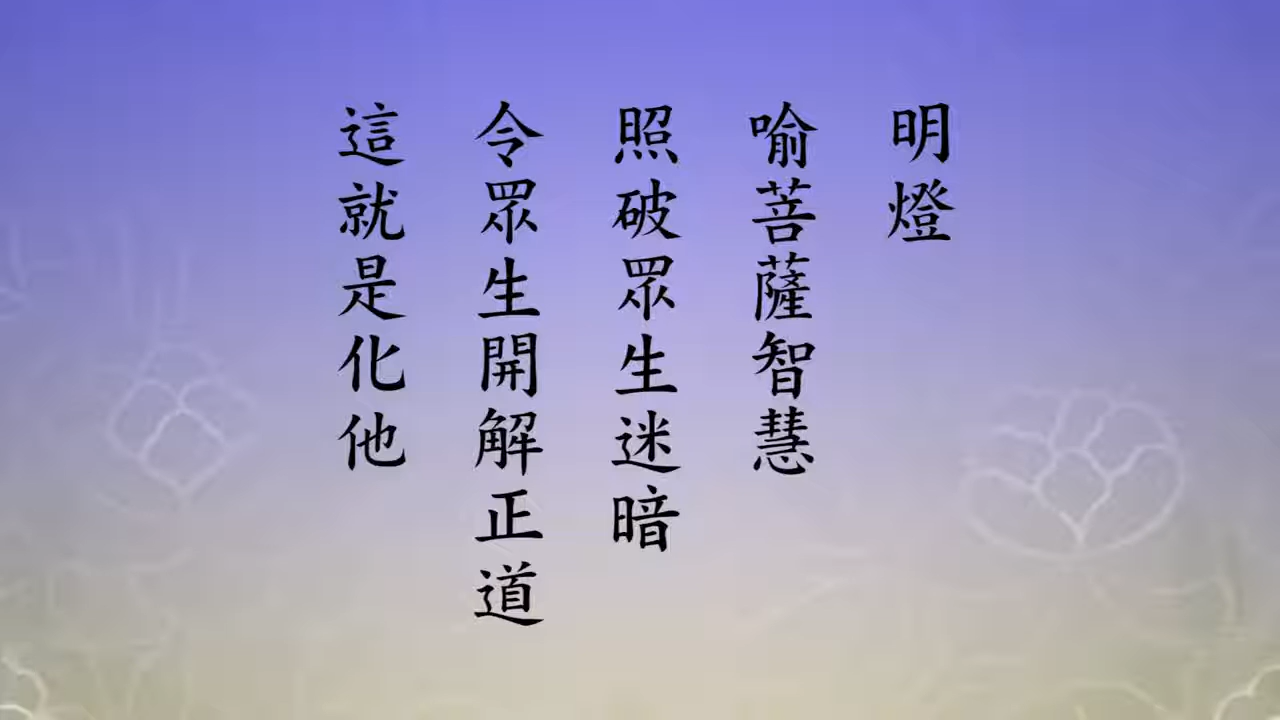 明燈
喻菩薩智慧
照破眾生迷暗
令眾生開解正道
這就是化他